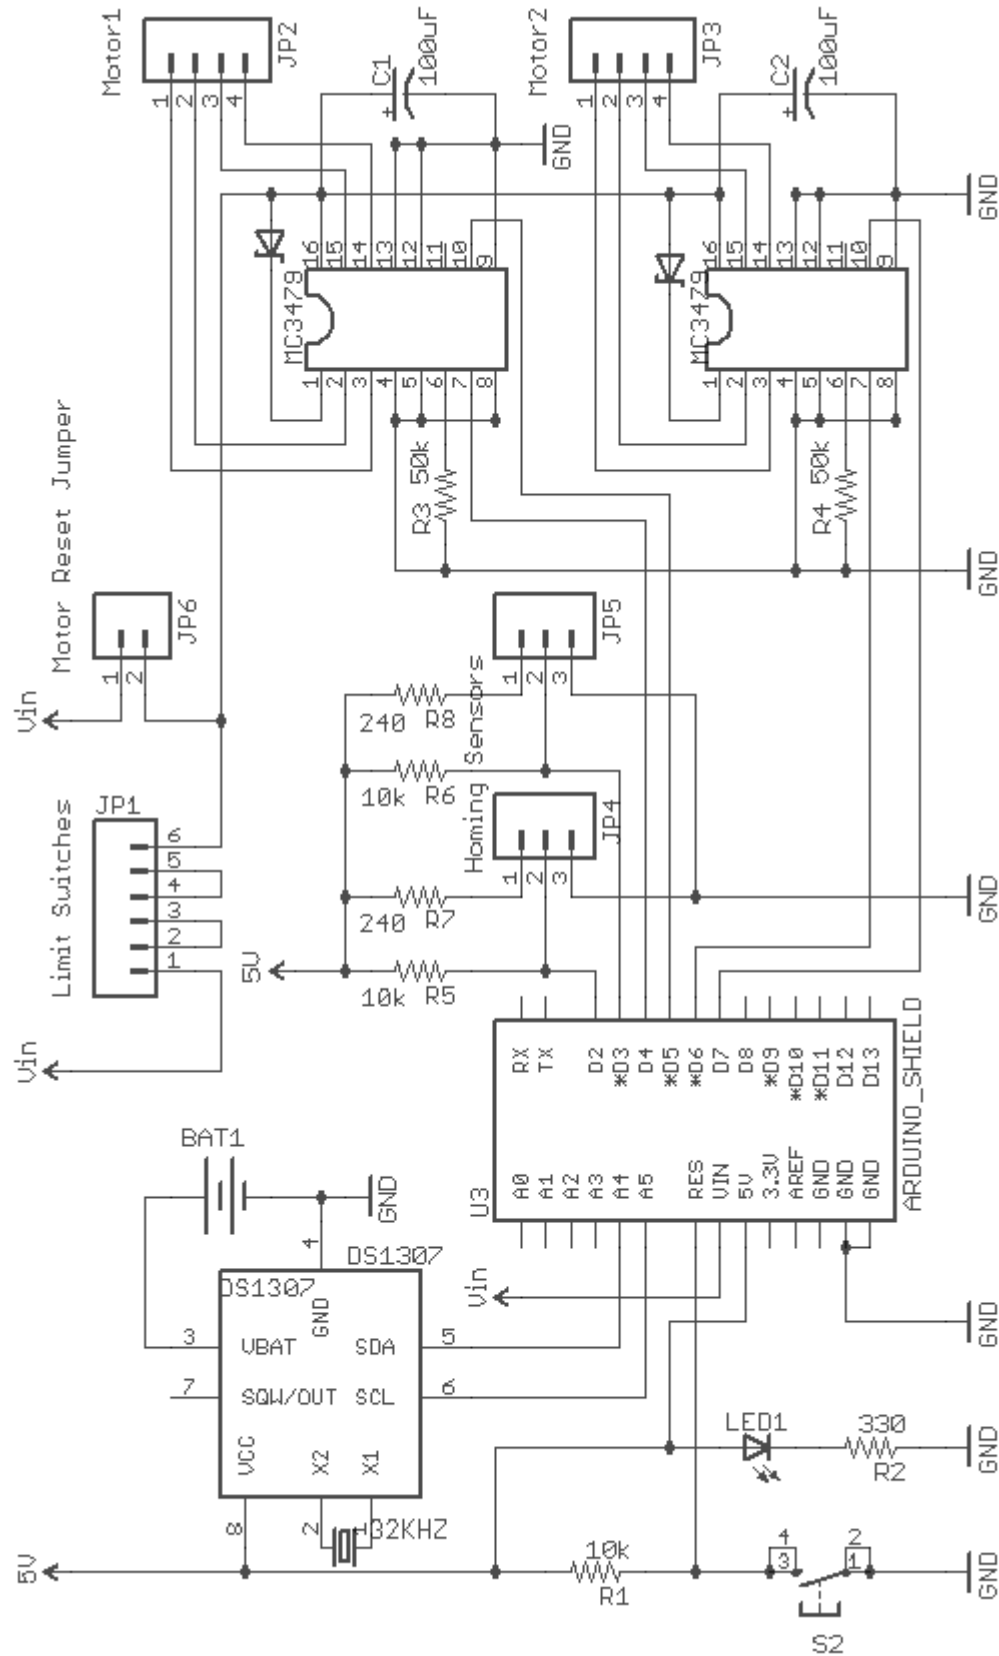 Motor1
JP2
1
2
3
4
C1
100uF
+
GND
Motor2
JP3
1
2
3
4
C2
100uF
+
GND
MC3479
16
15
14
13
12
11
10
9
1
2
3
4
5
6
7
8
MC3479
16
15
14
13
12
11
10
9
1
2
3
4
5
6
7
8
R3
50k
R4
50k
GND
Motor Reset Jumper
JP6
1
2
Vin
Limit Switches
JP1
6
5
4
3
2
1
Vin
Homing Sensors
JP5
1
2
3
JP4
1
2
3
240
R8
10k
R6
240
R7
10k
R5
5V
GND
U3
ARDUINO_SHIELD
RX
TX
D2
*D3
D4
*D5
*D6
D7
D8
*D9
*D10
*D11
D12
D13
A0
A1
A2
A3
A4
A5
RES
VIN
5V
3.3V
AREF
GND
GND
GND
Vin
GND
BAT1
GND
DS1307
DS1307
4
GND
3
VBAT
SDA
5
7
SQW/OUT
SCL
6
VCC
X2
X1
8
2
1
32KHZ
5V
LED1
330
R2
GND
10k
R1
4
3
2
1
S2
GND